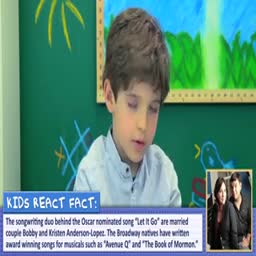 KIDS REACT FACT:
The songwriting duo behind the Oscar nominated song "Let It Go" are married
couple Bobby and Kristen Anderson-Lopez. The Broadway natives have written
award winning songs for musicals such as "Avenue Q" and "The Book of Mormon."